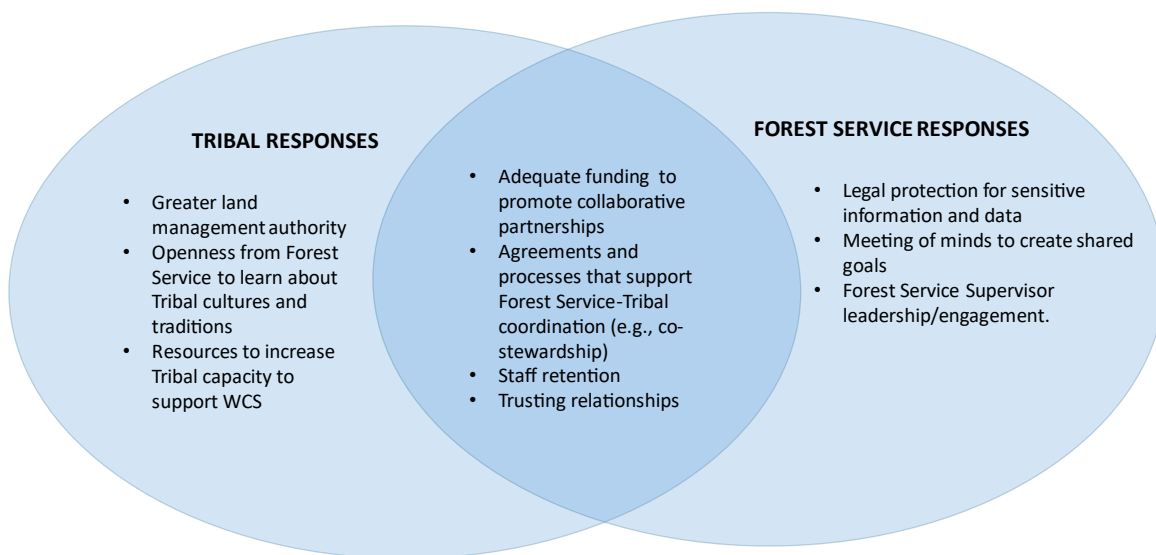 TRIBAL RESPONSES
• Greater land
management authority
• Openness from Forest
Service to learn about
Tribal cultures and
traditions
• Resources to increase
Tribal capacity to
support WCS
• Adequate funding to
promote collaborative
partnerships
• Agreements and
processes that support
Forest Service-Tribal
coordination (e.g., co-
stewardship)
• Staff retention
• Trusting relationships
FOREST SERVICE RESPONSES
• Legal protection for sensitive
information and data
• Meeting of minds to create shared
goals
• Forest Service Supervisor
leadership/engagement.